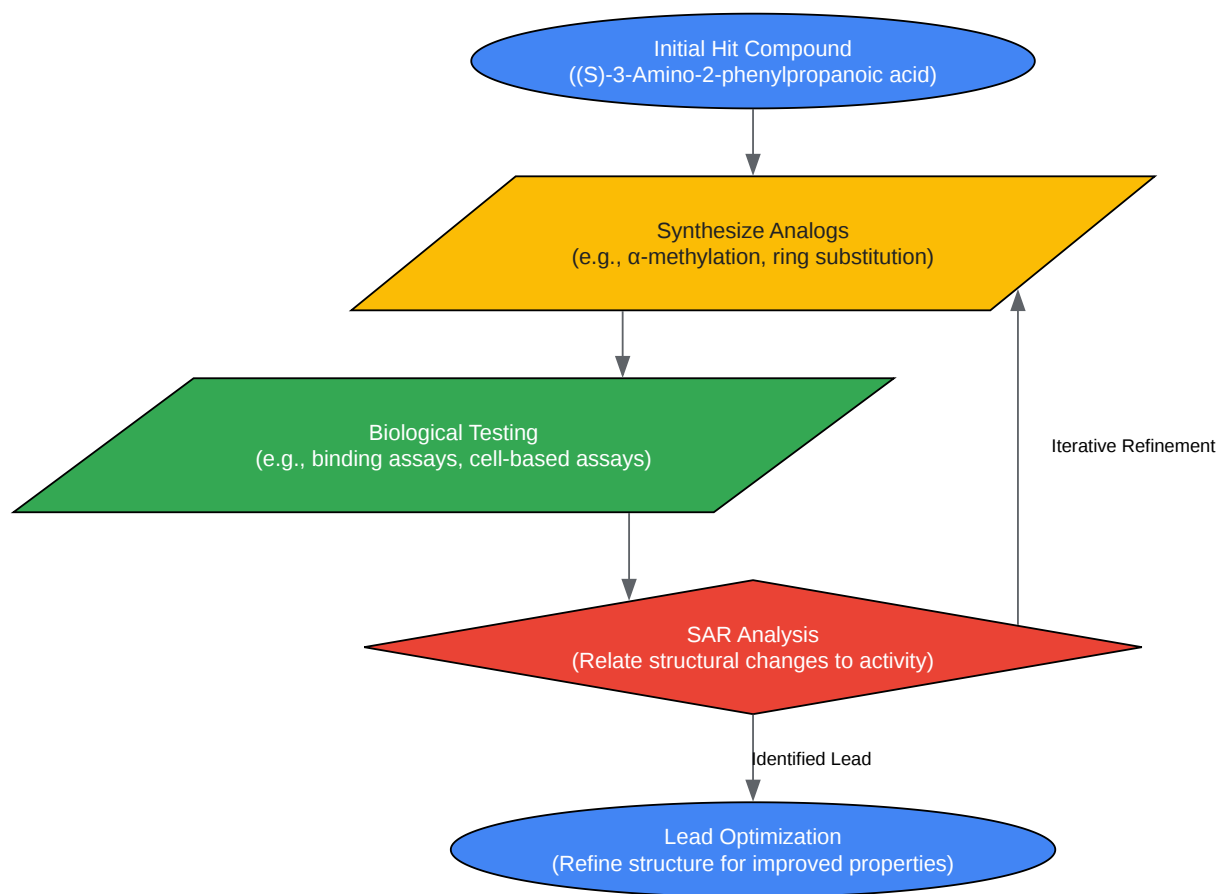 Initial Hit Compound
((S)-3-Amino-2-phenylpropanoic acid)
Synthesize Analogs
(e.g., α-methylation, ring substitution)
Biological Testing
(e.g., binding assays, cell-based assays)
Iterative Refinement
SAR Analysis
(Relate structural changes to activity)
Identified Lead
Lead Optimization
(Refine structure for improved properties)